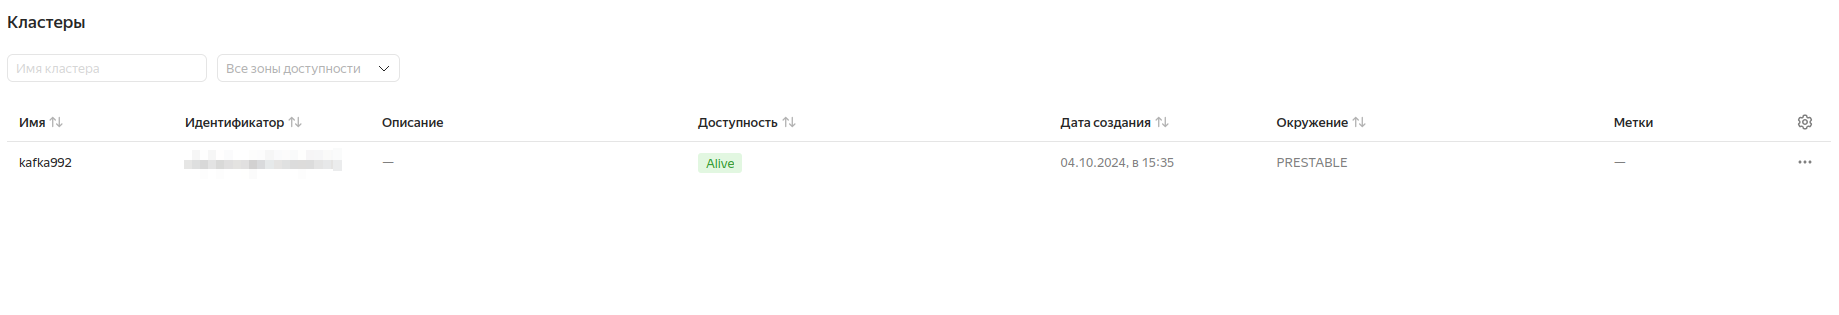 Кластеры
Имя кластера Все зоны доступности
Имя Идентификатор Описание Доступность Дата создания Окружение Метки
kafka992 — Alive 04.10.2024, в 15:35 PRESTABLE —